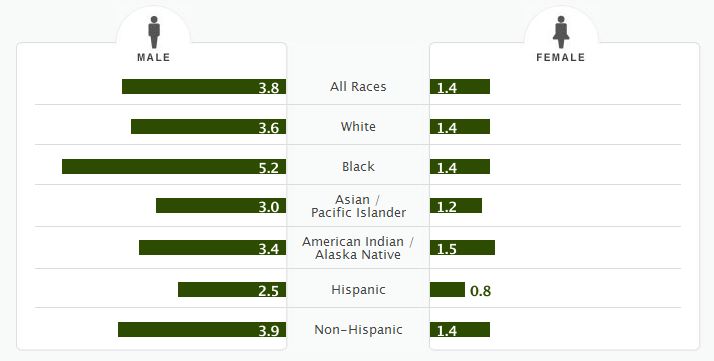 MALE
FEMALE
3.8 All Races 1.4
3.6 White 1.4
5.2 Black 1.4
3.0 Asian / 1.2
Pacific Islander
3.4 American Indian / 1.5
Alaska Native
2.5 Hispanic 0.8
3.9 Non-Hispanic 1.4